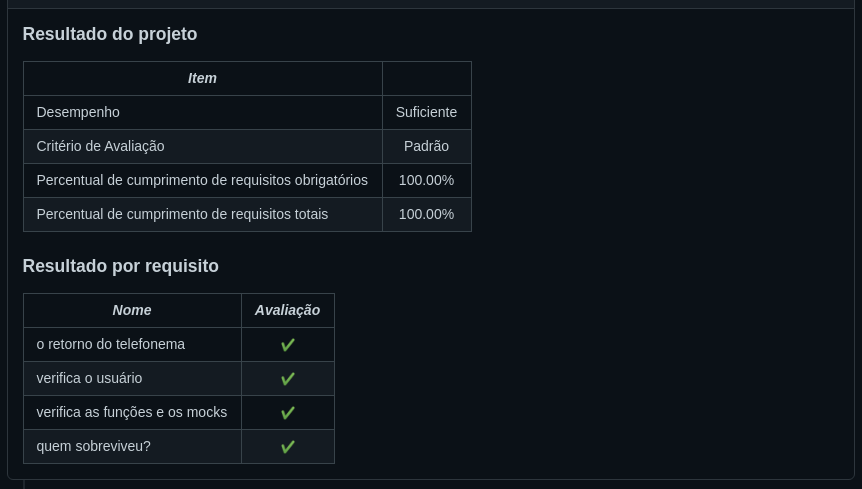 Resultado do projeto
Item
Desempenho Suficiente
Critério de Avaliação Padrão
Percentual de cumprimento de requisitos obrigatórios 100.00%
Percentual de cumprimento de requisitos totais 100.00%
Resultado por requisito
Nome Avaliação
o retorno do telefonema ✔
verifica o usuário ✔
verifica as funções e os mocks ✔
quem sobreviveu? ✔